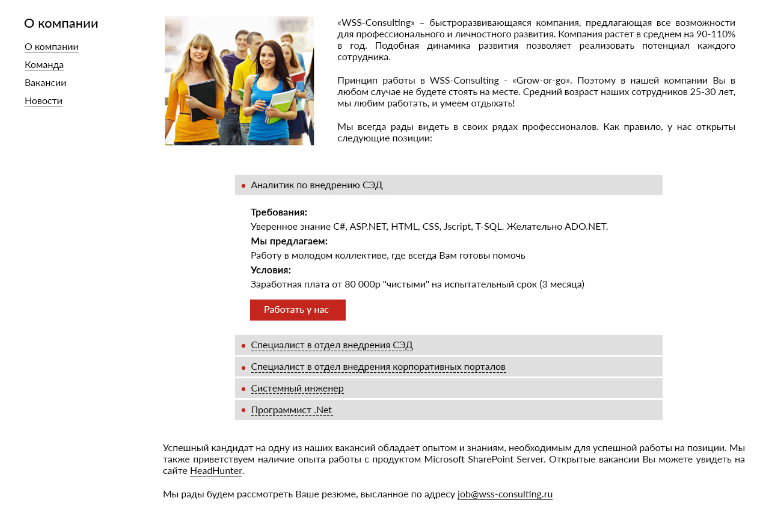 О компании
О компании
Команда
Вакансии
Новости
«WSS-Consulting» – быстроразвивающаяся компания, предлагающая все возможности
для профессионального и личностного развития. Компания растет в среднем на 90-110%
в год. Подобная динамика развития позволяет реализовать потенциал каждого
сотрудника.
Принцип работы в WSS-Consulting - «Grow-or-go». Поэтому в нашей компании Вы в
любом случае не будете стоять на месте. Средний возраст наших сотрудников 25-30 лет,
мы любим работать, и умеем отдыхать!
Мы всегда рады видеть в своих рядах профессионалов. Как правило, у нас открыты
следующие позиции:
Аналитик по внедрению СЭД
Требования:
Уверенное знание C#, ASP.NET, HTML, CSS, Jscript, T-SQL. Желательно ADO.NET.
Мы предлагаем:
Работу в молодом коллективе, где всегда Вам готовы помочь
Условия:
Заработная плата от 80 000р "чистыми" на испытательный срок (3 месяца)
Работать у нас
Специалист в отдел внедрения СЭД
Специалист в отдел внедрения корпоративных порталов
Системный инженер
Программист .Net
Успешный кандидат на одну из наших вакансий обладает опытом и знаниям, необходимым для успешной работы на позиции. Мы
также приветствуем наличие опыта работы с продуктом Microsoft SharePoint Server. Открытые вакансии Вы можете увидеть на
сайте HeadHunter.
Мы рады будем рассмотреть Ваше резюме, высланное по адресу job@wss-consulting.ru